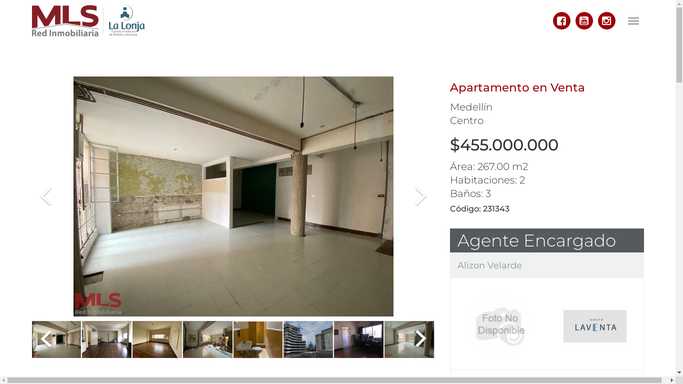 MLS
Red Inmobiliaria
La Lonja
Apartamento en Venta
Medellín
Centro
$455.000.000
Área: 267.00 m2
Habitaciones: 2
Baños: 3
Código: 231343
Agente Encargado
Alizon Velarde
Foto No
Disponible
LAVENTA
MLS
Red Inmobiliaria